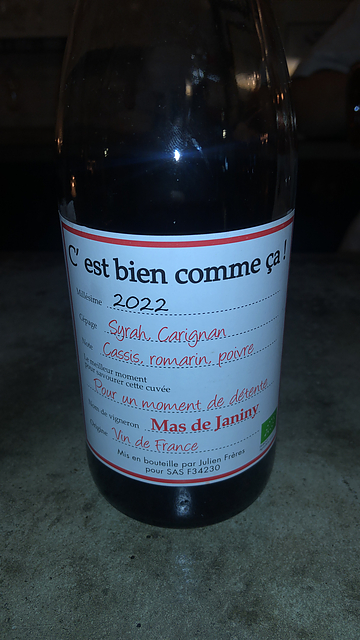 C' est bien comme ça !
Millésime 2022
Cépage Syrah, Carignan
Note Cassis, romarin, poivre
Le meilleur moment
pour savourer cette cuvée
Pour un moment de détente
Nom de vigneron Mas de Janiny
Origine Vin de France
Mis en bouteille par Julien Frères
pour SAS F34230